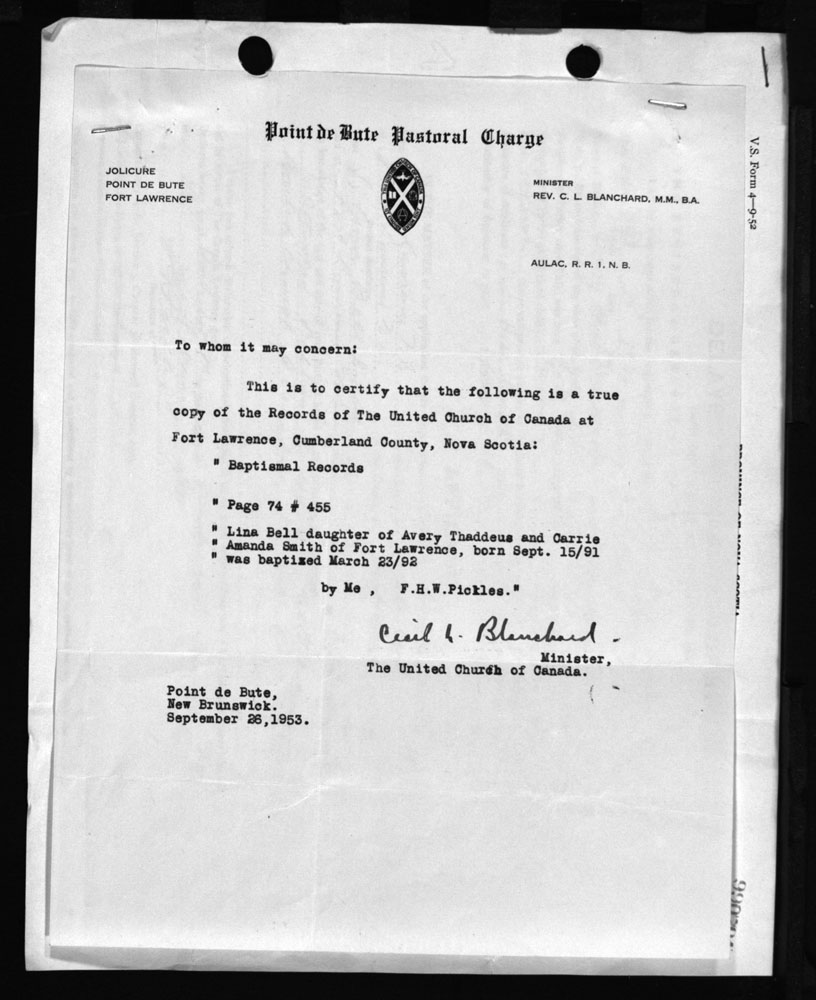 Point de Bute Pastoral Charge
JOLICURE
POINT DE BUTE
FORT LAWRENCE
MINISTER
REV. C. L. BLANCHARD, M.M., B.A.
AULAC, R. R. 1, N. B.
V.S. Form 4—9-52
To whom it may concern:
This is to certify that the following is a true
copy of the Records of The United Church of Canada at
Fort Lawrence, Cumberland County, Nova Scotia:
" Baptismal Records
" Page 74 # 455
" Lina Bell daughter of Avery Thaddeus and Carrie
" Amanda Smith of Fort Lawrence, born Sept. 15/91
" was baptized March 23/92
by Me , F.H.W.Pickles."
Cecil L. Blanchard
Minister,
The United Church of Canada.
Point de Bute,
New Brunswick.
September 26,1953.